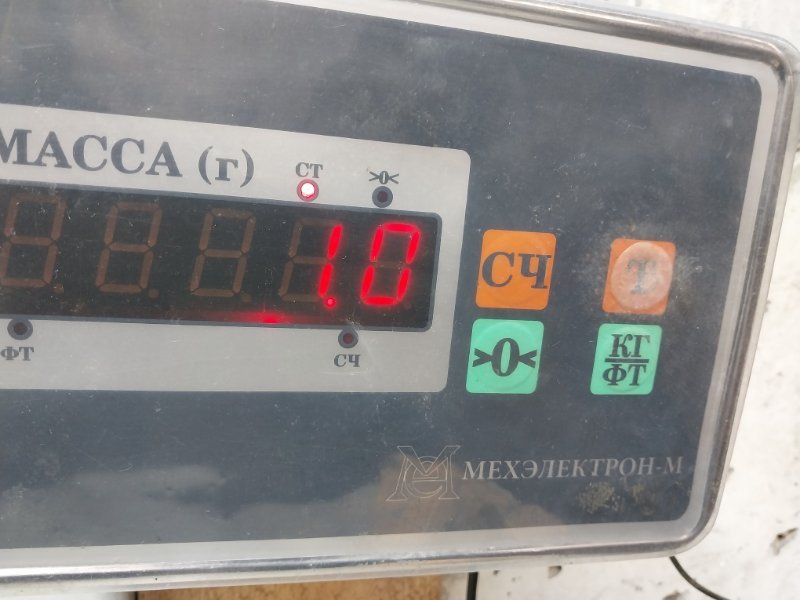 МАССА (г)
СТ
>0<
1.0
ФТ
СЧ
СЧ
Т
>0<
КГ
ФТ
МЕХЭЛЕКТРОН-М